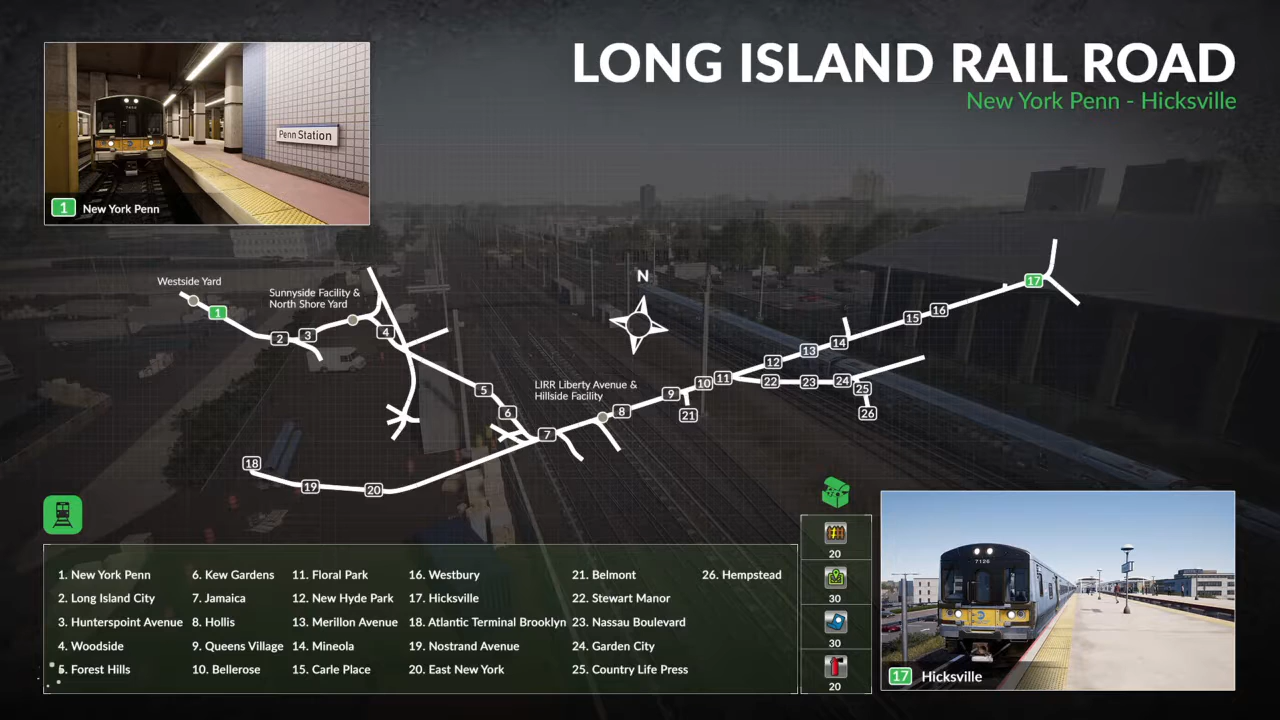 LONG ISLAND RAIL ROAD
New York Penn - Hicksville
Penn Station
1 New York Penn
Westside Yard
Sunnyside Facility &
North Shore Yard
N
LIRR Liberty Avenue &
Hillside Facility
1
2
3
4
5
6
7
8
9
10
11
12
13
14
15
16
17
18
19
20
21
22
23
24
25
26
1. New York Penn
2. Long Island City
3. Hunterspoint Avenue
4. Woodside
5. Forest Hills
6. Kew Gardens
7. Jamaica
8. Hollis
9. Queens Village
10. Bellerose
11. Floral Park
12. New Hyde Park
13. Merillon Avenue
14. Mineola
15. Carle Place
16. Westbury
17. Hicksville
18. Atlantic Terminal Brooklyn
19. Nostrand Avenue
20. East New York
21. Belmont
22. Stewart Manor
23. Nassau Boulevard
24. Garden City
25. Country Life Press
26. Hempstead
20
30
30
20
7126
17 Hicksville